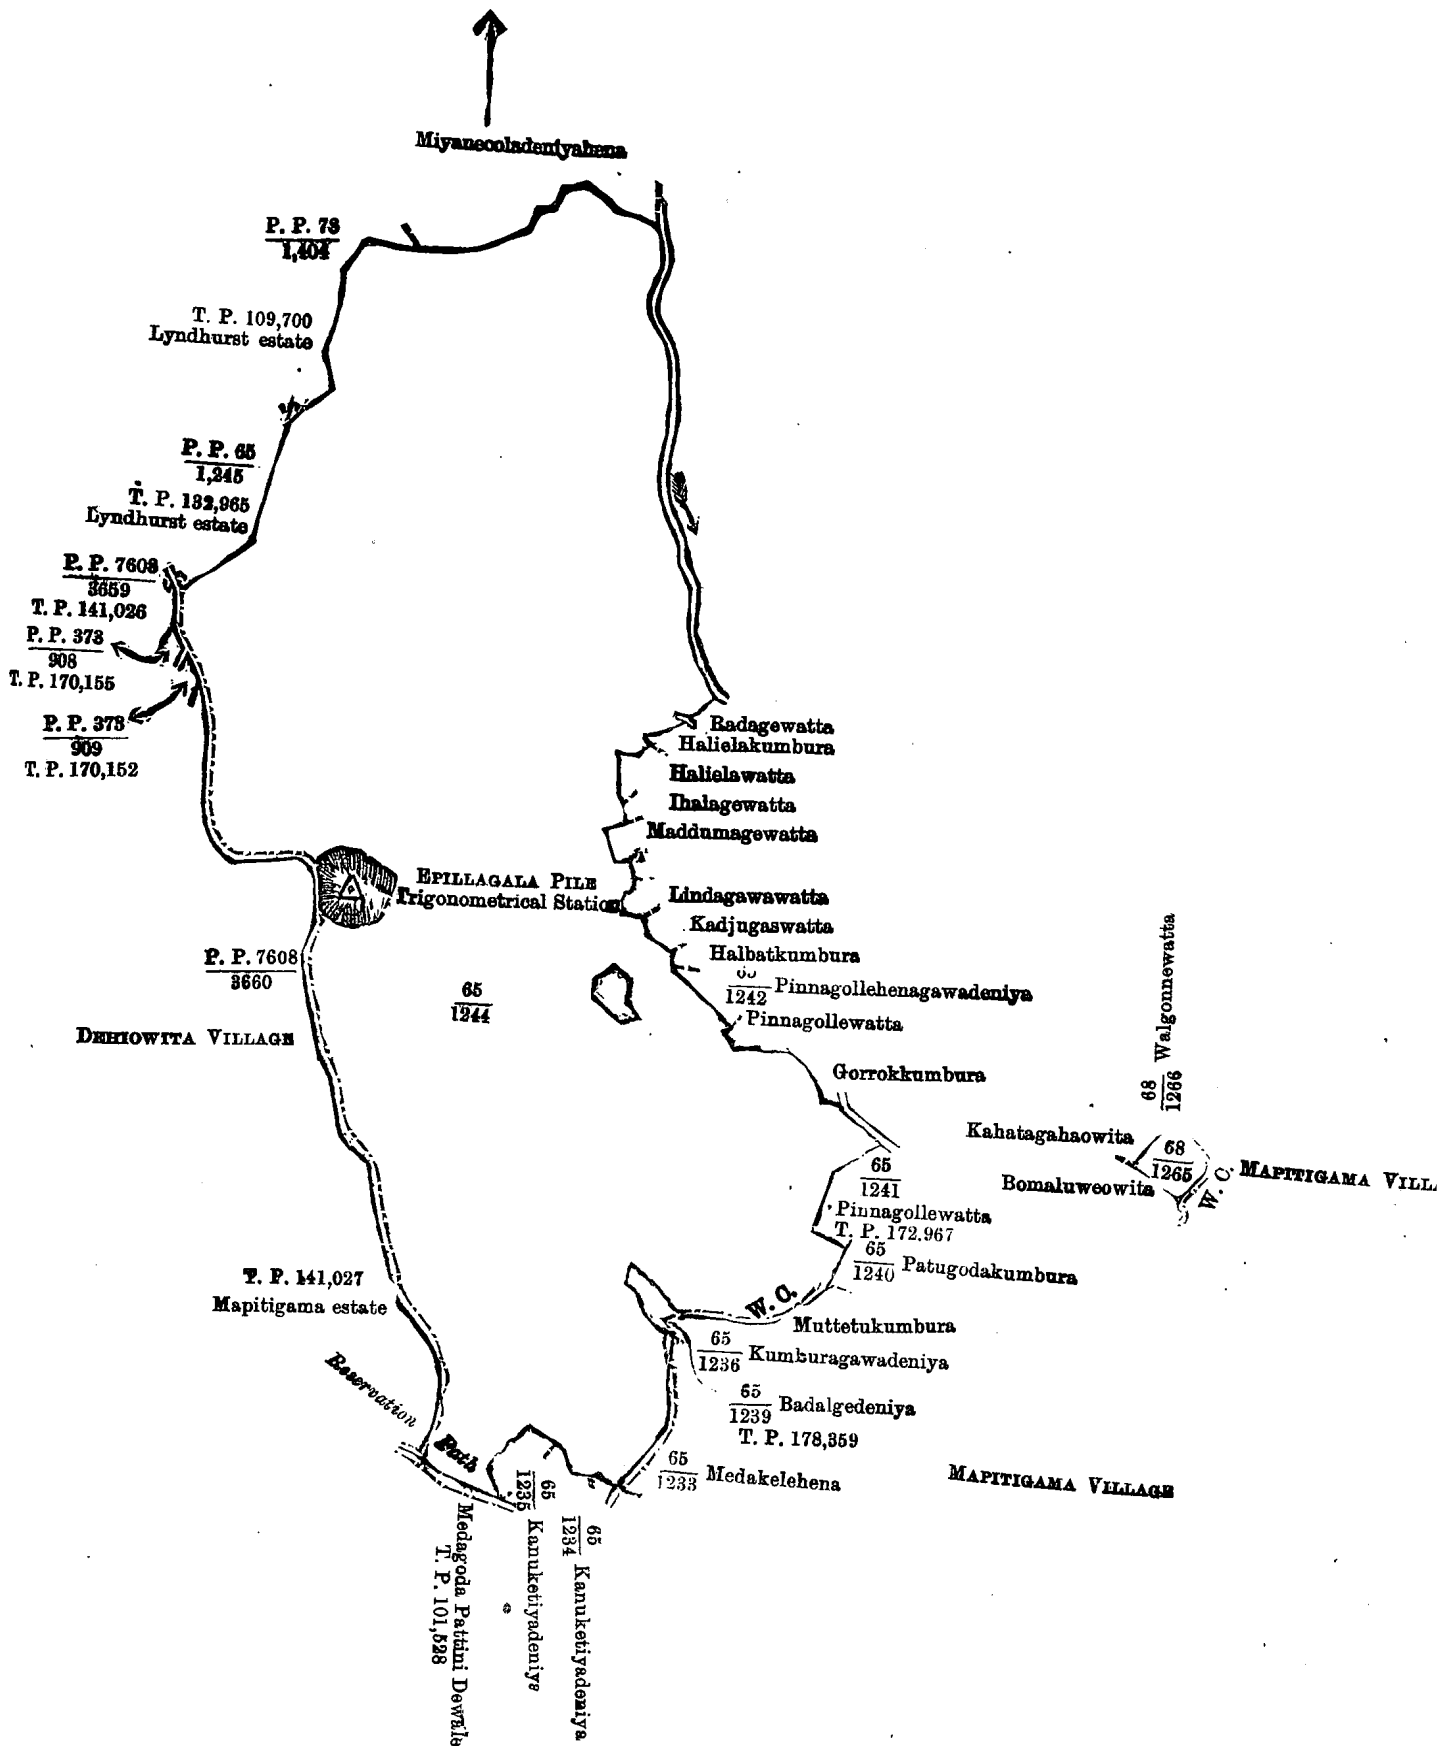 Miyanecoladeniyahena
P. P. 73
1,404
T. P. 109,700
Lyndhurst estate
P. P. 65
1,245
T. P. 132,965
Lyndhurst estate
P. P. 7608
3659
T. P. 141,026
P. P. 373
908
T. P. 170,155
P. P. 373
909
T. P. 170,152
Radagewatta
Halielakumbura
Halielawatta
Ihalagewatta
Maddumagewatta
EPILLAGALA PILE
Trigonometrical Station
Lindagawawatta
Kadjugaswatta
Halbatkumbura
P. P. 7608
3660
65
1244
1242 Pinnagollehenagawadeniya
Pinnagollewatta
DEHIOWITA VILLAGE
Gorrokkumbura
68
1266 Walgonnewatta
Kahatagahaowita
68
1265
Bomaluweowita
W. C.
MAPITIGAMA VILLA
65
1241
Pinnagollewatta
T. P. 172.967
65
1240 Patugodakumbura
T. P. 141,027
Mapitigama estate
W. C.
Muttetukumbura
65
1236 Kumburagawadeniya
65
1239 Badalgedeniya
T. P. 178,359
Reservation
Path
65
1233 Medakelehena
MAPITIGAMA VILLAGE
65
1235 Kanuketiyadeniya
65
1234 Kanuketiyadeniya
Medagoda Pattini Dewala
T. P. 101,528